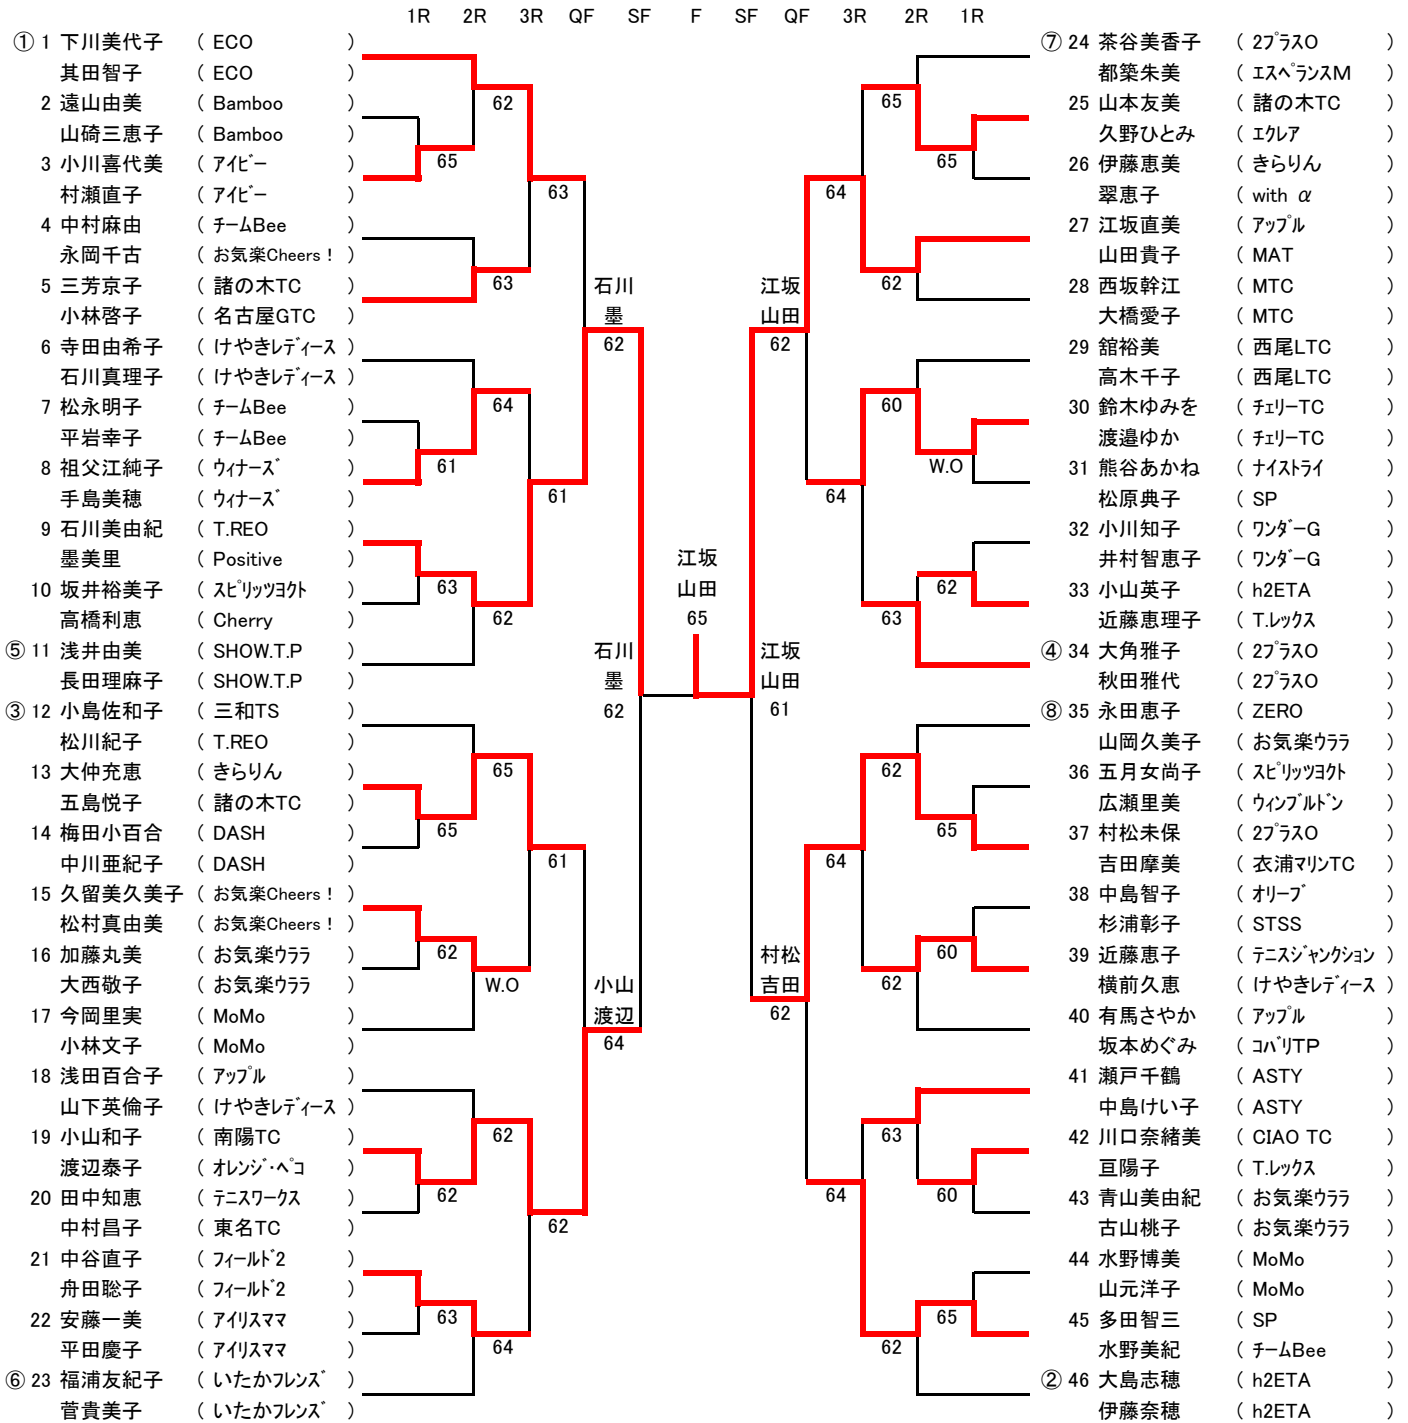 1R 2R 3R QF SF F SF QF 3R 2R 1R
① 1 下川美代子 ( ECO )
其田智子 ( ECO )
2 遠山由美 ( Bamboo )
山碕三恵子 ( Bamboo )
3 小川喜代美 ( アイビー )
村瀬直子 ( アイビー )
4 中村麻由 ( チームBee )
永岡千古 ( お気楽Cheers! )
5 三芳京子 ( 諸の木TC )
小林啓子 ( 名古屋GTC )
6 寺田由希子 ( けやきレディース )
石川真理子 ( けやきレディース )
7 松永明子 ( チームBee )
平岩幸子 ( チームBee )
8 祖父江純子 ( ウィナーズ )
手島美穂 ( ウィナーズ )
9 石川美由紀 ( T.REO )
墨美里 ( Positive )
10 坂井裕美子 ( スピリッツヨクト )
高橋利恵 ( Cherry )
⑤ 11 浅井由美 ( SHOW.T.P )
長田理麻子 ( SHOW.T.P )
③ 12 小島佐和子 ( 三和TS )
松川紀子 ( T.REO )
13 大仲充恵 ( きらりん )
五島悦子 ( 諸の木TC )
14 梅田小百合 ( DASH )
中川亜紀子 ( DASH )
15 久留美久美子 ( お気楽Cheers! )
松村真由美 ( お気楽Cheers! )
16 加藤丸美 ( お気楽ウララ )
大西敬子 ( お気楽ウララ )
17 今岡里実 ( MoMo )
小林文子 ( MoMo )
18 浅田百合子 ( アップル )
山下英倫子 ( けやきレディース )
19 小山和子 ( 南陽TC )
渡辺泰子 ( オレンジ・ペコ )
20 田中知恵 ( テニスワークス )
中村昌子 ( 東名TC )
21 中谷直子 ( フィールド2 )
舟田聡子 ( フィールド2 )
22 安藤一美 ( アイリスママ )
平田慶子 ( アイリスママ )
⑥ 23 福浦友紀子 ( いたかフレンズ )
菅貴美子 ( いたかフレンズ )
65
61
63
65
62
62
63
62
63
64
62
65
W.O
62
64
63
61
61
62
石川
墨
62
小山
渡辺
64
石川
墨
62
江坂
山田
65
江坂
山田
61
江坂
山田
62
村松
吉田
62
64
64
64
64
65
62
60
63
62
62
63
62
65
W.O
62
65
60
60
65
⑦ 24 茶谷美香子 ( 2プラスO )
都築朱美 ( エスペランスM )
25 山本友美 ( 諸の木TC )
久野ひとみ ( エクレア )
26 伊藤恵美 ( きらりん )
翠恵子 ( with α )
27 江坂直美 ( アップル )
山田貴子 ( MAT )
28 西坂幹江 ( MTC )
大橋愛子 ( MTC )
29 舘裕美 ( 西尾LTC )
高木千子 ( 西尾LTC )
30 鈴木ゆみを ( チェリーTC )
渡邉ゆか ( チェリーTC )
31 熊谷あかね ( ナイストライ )
松原典子 ( SP )
32 小川知子 ( ワンダーG )
井村智恵子 ( ワンダーG )
33 小山英子 ( h2ETA )
近藤恵理子 ( T.レックス )
④ 34 大角雅子 ( 2プラスO )
秋田雅代 ( 2プラスO )
⑧ 35 永田恵子 ( ZERO )
山岡久美子 ( お気楽ウララ )
36 五月女尚子 ( スピリッツヨクト )
広瀬里美 ( ウィンブルドン )
37 村松未保 ( 2プラスO )
吉田摩美 ( 衣浦マリンTC )
38 中島智子 ( オリーブ )
杉浦彰子 ( STSS )
39 近藤恵子 ( テニスジャンクション )
横前久恵 ( けやきレディース )
40 有馬さやか ( アップル )
坂本めぐみ ( コパリTP )
41 瀬戸千鶴 ( ASTY )
中島けい子 ( ASTY )
42 川口奈緒美 ( CIAO TC )
亘陽子 ( T.レックス )
43 青山美由紀 ( お気楽ウララ )
古山桃子 ( お気楽ウララ )
44 水野博美 ( MoMo )
山元洋子 ( MoMo )
45 多田智三 ( SP )
水野美紀 ( チームBee )
② 46 大島志穂 ( h2ETA )
伊藤奈穂 ( h2ETA )